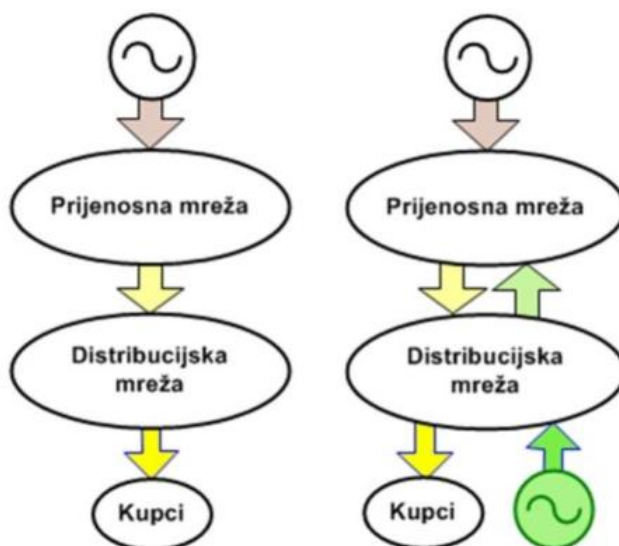 Prijenosna mreža
Distribucijska
mreža
Kupci
Prijenosna mreža
Distribucijska
mreža
Kupci